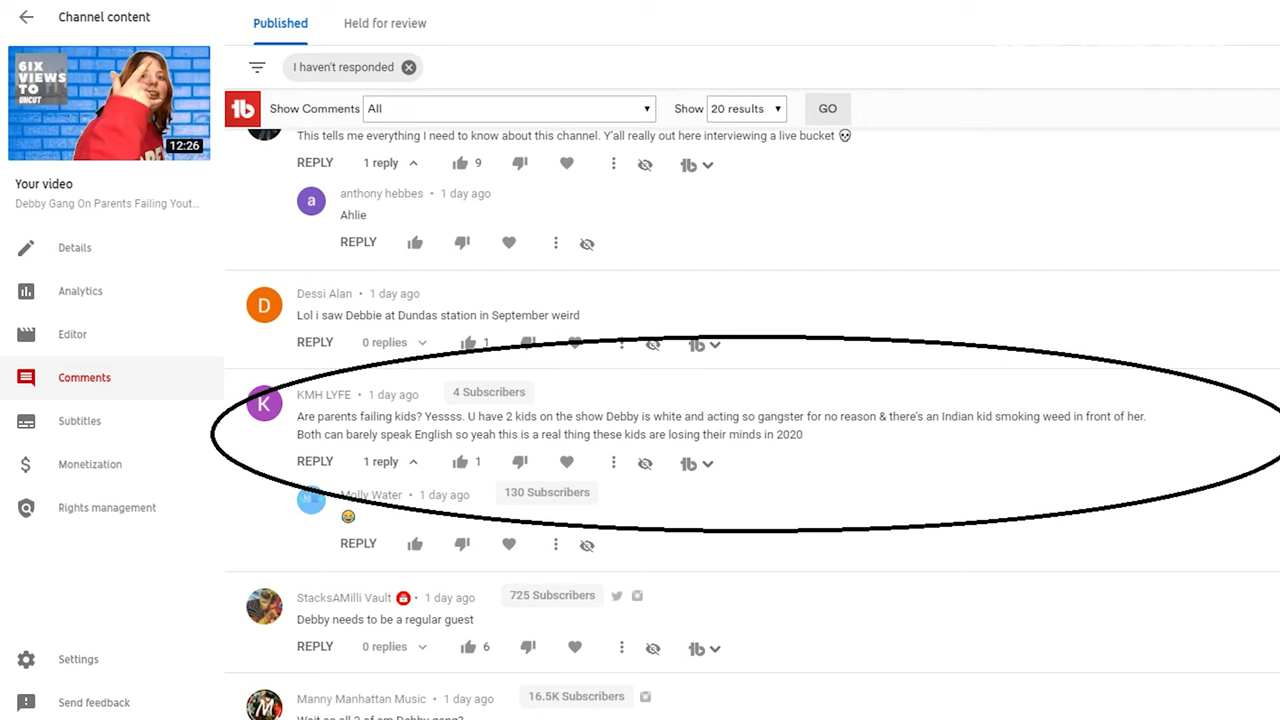 Channel content
Published
Held for review
I haven't responded
6IX
VIEWS
TO
UNCUT
12:26
Your video
Debby Gang On Parents Failing Yout...
Details
Analytics
Editor
Comments
Subtitles
Monetization
Rights management
Settings
Send feedback
tb Show Comments All Show 20 results GO
This tells me everything I need to know about this channel. Y'all really out here interviewing a live bucket 💀
REPLY 1 reply 9
a
anthony hebbes • 1 day ago
Ahlie
REPLY
D
Dessi Alan • 1 day ago
Lol i saw Debbie at Dundas station in September weird
REPLY 0 replies 1
K
KMH LYFE • 1 day ago 4 Subscribers
Are parents failing kids? Yessss. U have 2 kids on the show Debby is white and acting so gangster for no reason & there's an Indian kid smoking weed in front of her.
Both can barely speak English so yeah this is a real thing these kids are losing their minds in 2020
REPLY 1 reply 1
Molly Water • 1 day ago 130 Subscribers
😂
REPLY
StacksAMilli Vault • 1 day ago 725 Subscribers
Debby needs to be a regular guest
REPLY 0 replies 6
M
Manny Manhattan Music • 1 day ago 16.5K Subscribers
Wait so all 3 of em Debby gang?